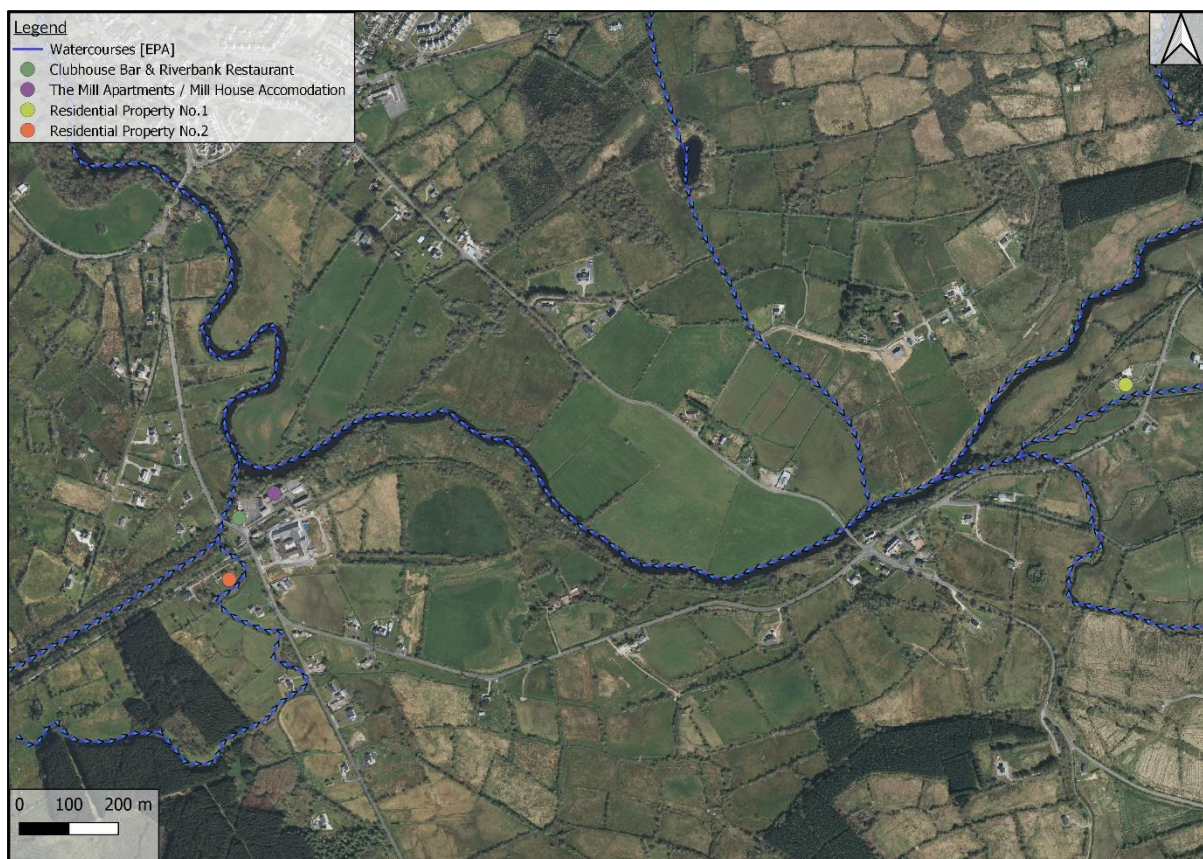 Legend
Watercourses [EPA]
Clubhouse Bar & Riverbank Restaurant
The Mill Apartments / Mill House Accomodation
Residential Property No.1
Residential Property No.2
0 100 200 m